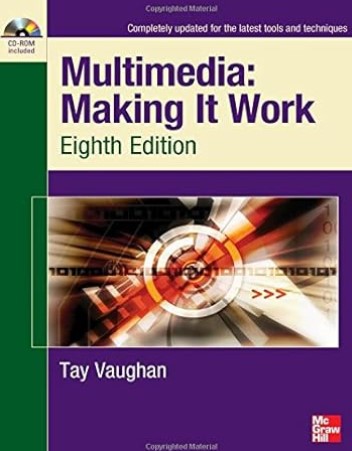 Copyrighted Material
Completely updated for the latest tools and techniques
CD-ROM
included
Multimedia:
Making It Work
Eighth Edition
Tay Vaughan
Mc
Graw
Hill
Copyrighted Material